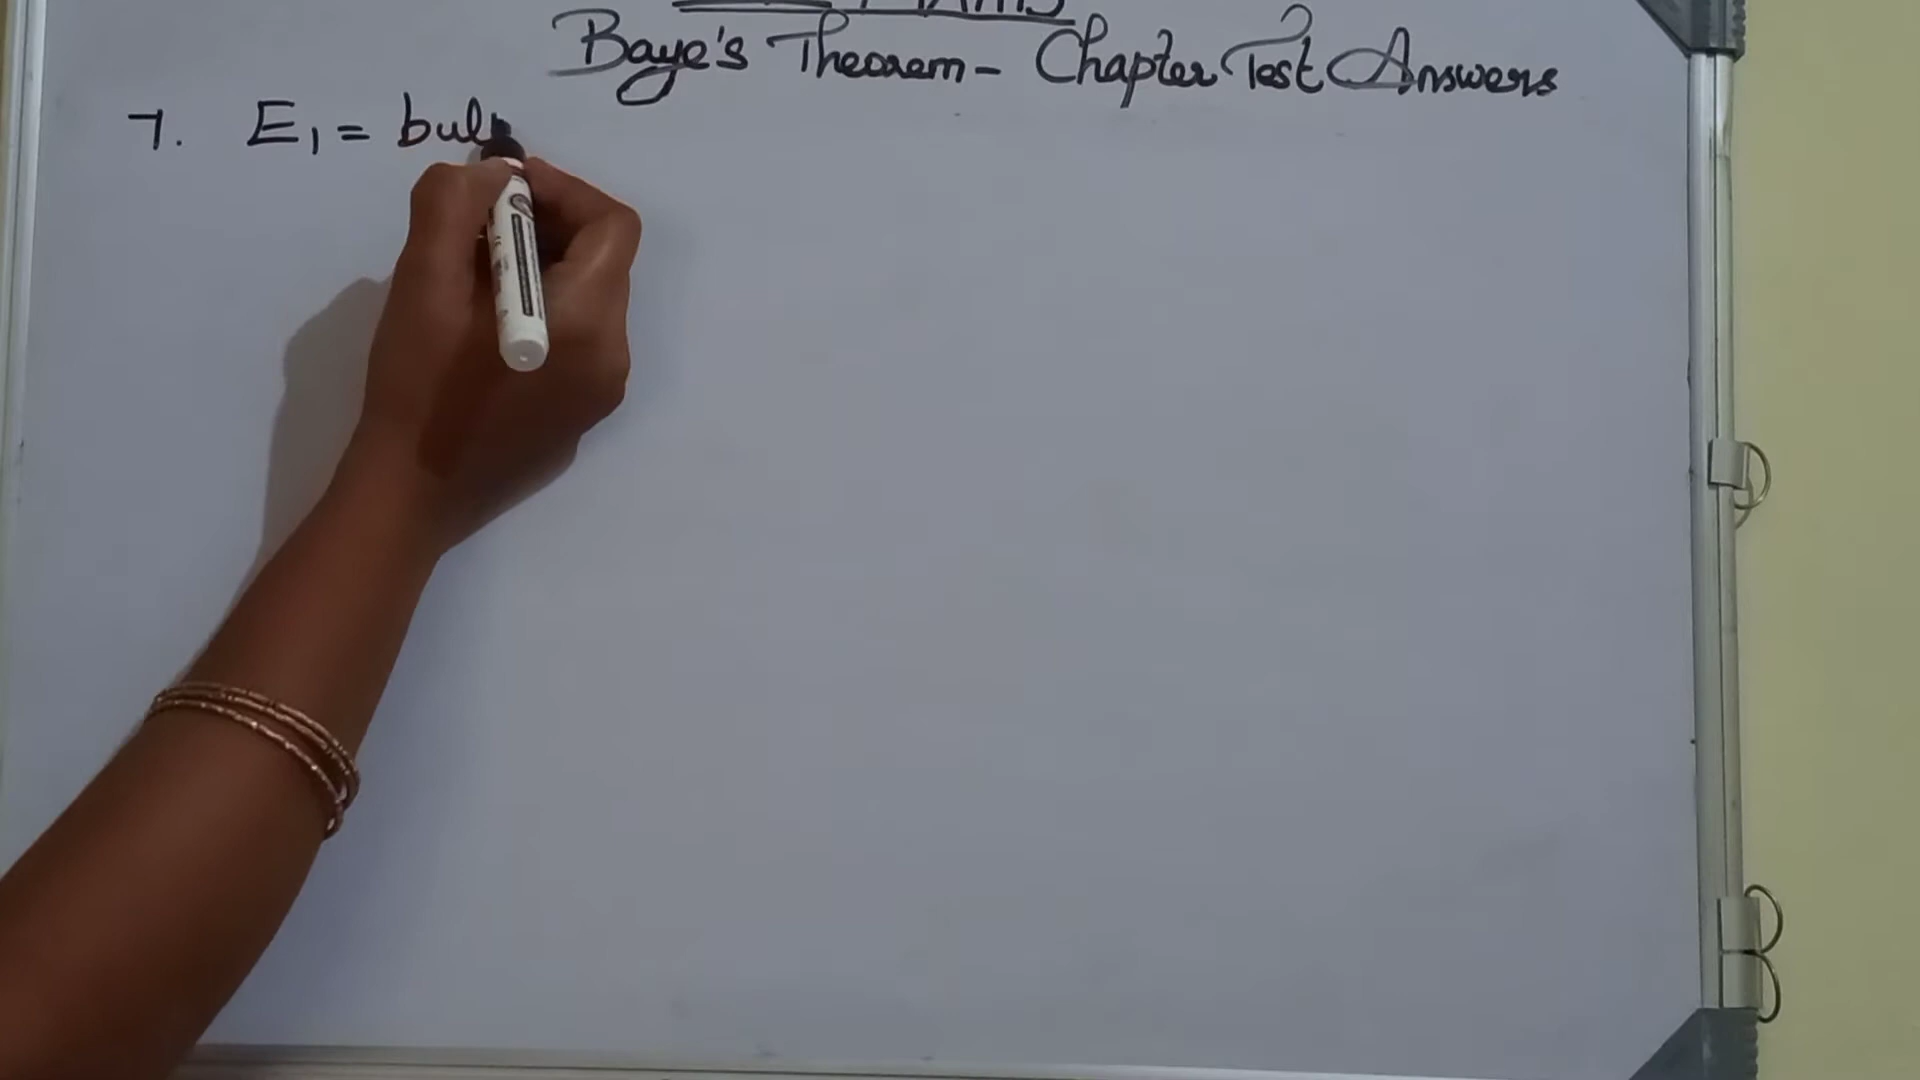 Baye's Theorem - Chapter Test Answers
7. E1 = bul